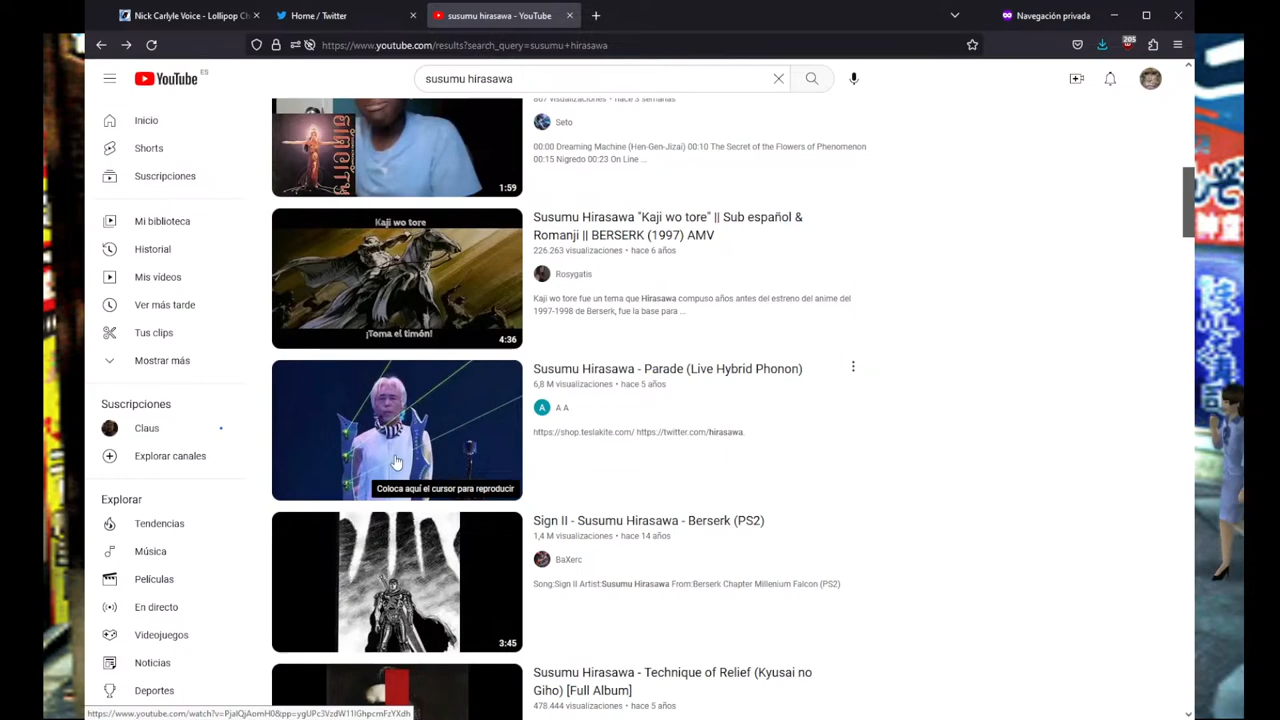 Nick Carlyle Voice - Lollipop Ch
Home / Twitter
susumu hirasawa - YouTube
Navegación privada
https://www.youtube.com/results?search_query=susumu+hirasawa
205
YouTube ES
susumu hirasawa
Inicio
Shorts
Suscripciones
Mi biblioteca
Historial
Mis vídeos
Ver más tarde
Tus clips
Mostrar más
Suscripciones
Claus
Explorar canales
Explorar
Tendencias
Música
Películas
En directo
Videojuegos
Noticias
Deportes
867 visualizaciones • hace 3 semanas
Seto
00:00 Dreaming Machine (Hen-Gen-Jizai) 00:10 The Secret of the Flowers of Phenomenon
00:15 Nigredo 00:23 On Line ...
1:59
Kaji wo tore
¡Toma el timón!
4:36
Susumu Hirasawa "Kaji wo tore" || Sub español &
Romanji || BERSERK (1997) AMV
226 263 visualizaciones • hace 6 años
Rosygatis
Kaji wo tore fue un tema que Hirasawa compuso años antes del estreno del anime del
1997-1998 de Berserk, fue la base para ...
Coloca aquí el cursor para reproducir
Susumu Hirasawa - Parade (Live Hybrid Phonon)
6,8 M visualizaciones • hace 5 años
A
A A
https://shop.teslakite.com/ https://twitter.com/hirasawa.
3:45
Sign II - Susumu Hirasawa - Berserk (PS2)
1,4 M visualizaciones • hace 14 años
BaXerc
Song:Sign II Artist:Susumu Hirasawa From:Berserk Chapter Millenium Falcon (PS2)
Susumu Hirasawa - Technique of Relief (Kyusai no
Giho) [Full Album]
478.444 visualizaciones • hace 5 años